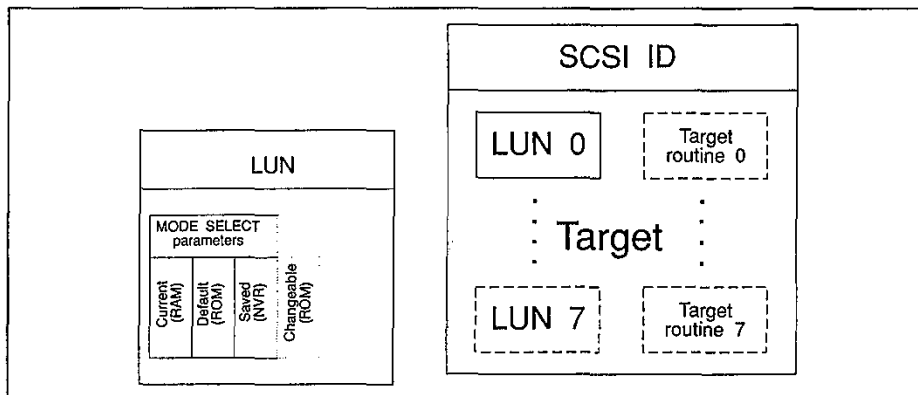 LUN
MODE SELECT
parameters
Current
(RAM)
Default
(ROM)
Saved
(NVR)
Changeable
(ROM)
SCSI ID
LUN 0
Target
routine 0
Target
LUN 7
Target
routine 7